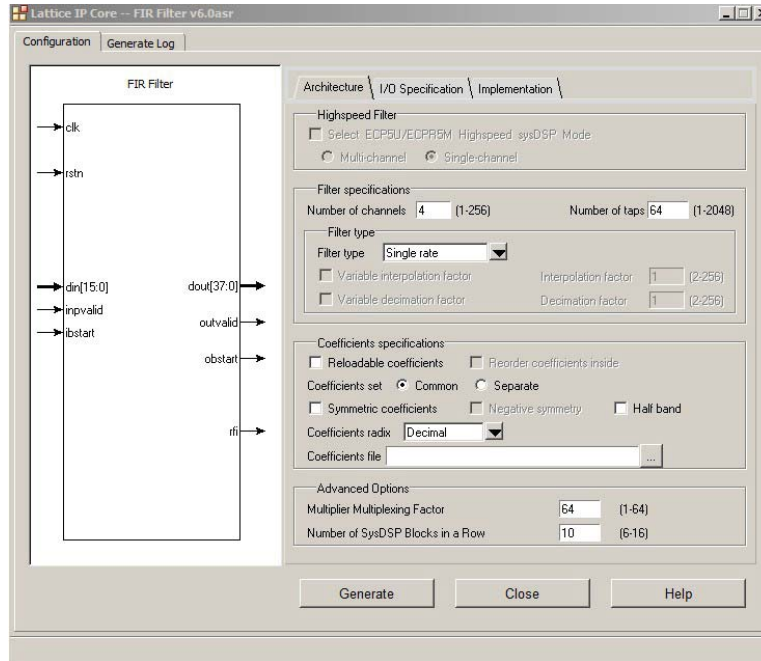 Lattice IP Core -- FIR Filter v6.0asr
Configuration Generate Log
FIR Filter
clk
rstn
din[15:0] dout[37:0]
inpvalid
outvalid
ibstart
obstart
rfi
Architecture I/O Specification Implementation
Highspeed Filter
Select ECP5U/ECPR5M Highspeed sysDSP Mode
Multi-channel Single-channel
Filter specifications
Number of channels 4 (1-256) Number of taps 64 (1-2048)
Filter type
Filter type Single rate
Variable interpolation factor Interpolation factor 1 (2-256)
Variable decimation factor Decimation factor 1 (2-256)
Coefficients specifications
Reloadable coefficients Reorder coefficients inside
Coefficients set Common Separate
Symmetric coefficients Negative symmetry Half band
Coefficients radix Decimal
Coefficients file ...
Advanced Options
Multiplier Multiplexing Factor 64 (1-64)
Number of SysDSP Blocks in a Row 10 (6-16)
Generate Close Help